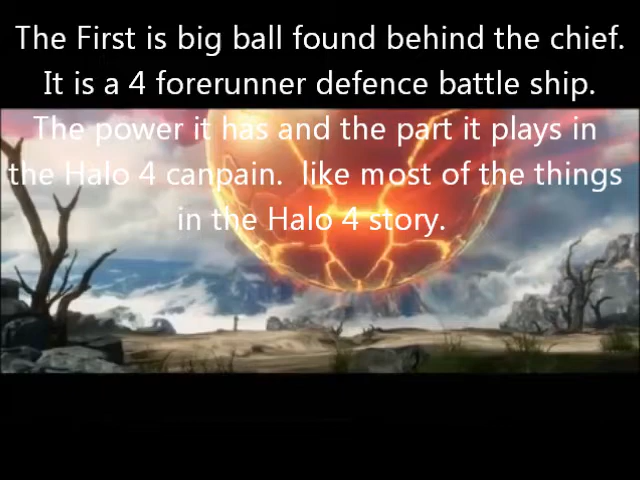 The First is big ball found behind the chief.
It is a 4 forerunner defence battle ship.
The power it has and the part it plays in
the Halo 4 canpain.  like most of the things
in the Halo 4 story.